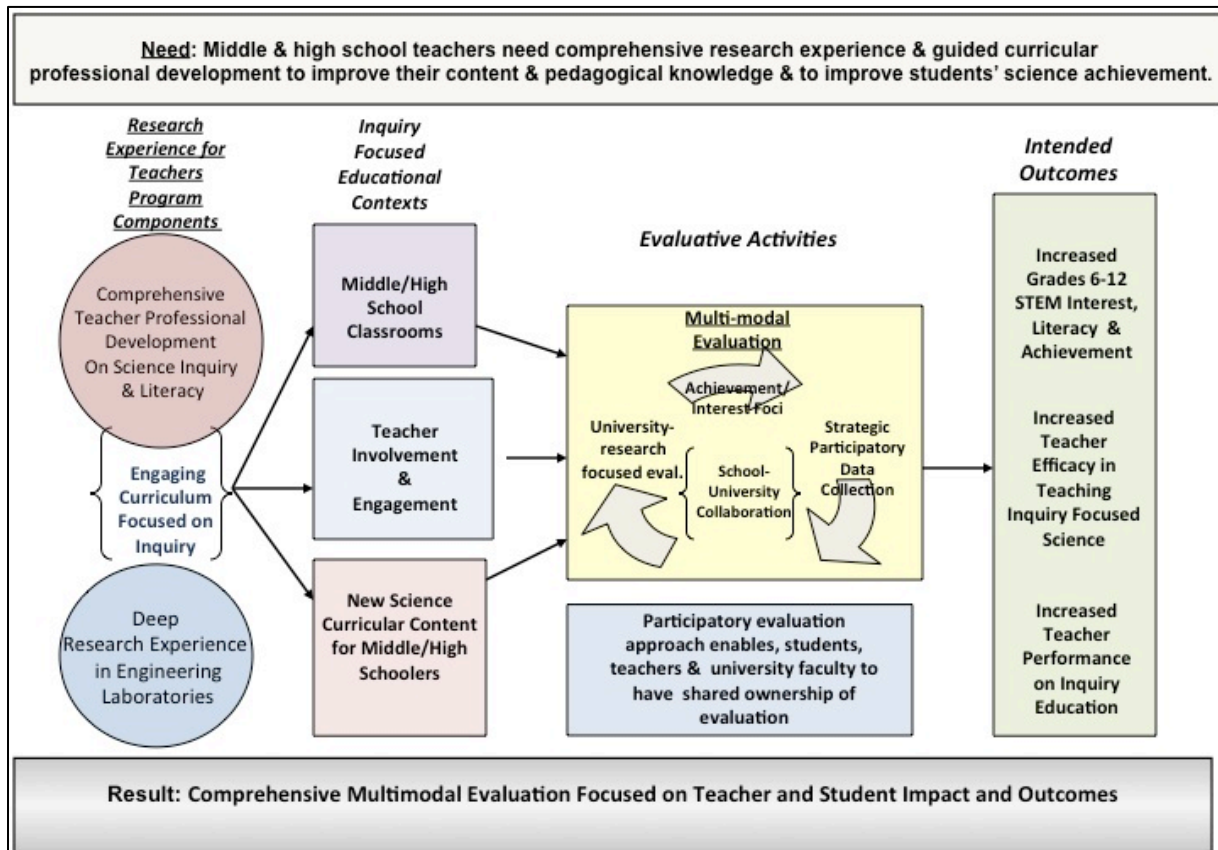 Need: Middle & high school teachers need comprehensive research experience & guided curricular
professional development to improve their content & pedagogical knowledge & to improve students’ science achievement.
Research
Experience for
Teachers
Program
Components
Comprehensive
Teacher Professional
Development
On Science Inquiry
& Literacy
Engaging
Curriculum
Focused on
Inquiry
Deep
Research Experience
in Engineering
Laboratories
Inquiry
Focused
Educational
Contexts
Middle/High
School
Classrooms
Teacher
Involvement
&
Engagement
New Science
Curricular Content
for Middle/High
Schoolers
Evaluative Activities
Multi-modal
Evaluation
Achievement/
Interest Foci
University-
research
focused eval.
School-
University
Collaboration
Strategic
Participatory
Data
Collection
Participatory evaluation
approach enables, students,
teachers & university faculty to
have shared ownership of
evaluation
Intended
Outcomes
Increased
Grades 6-12
STEM Interest,
Literacy &
Achievement
Increased
Teacher
Efficacy in
Teaching
Inquiry Focused
Science
Increased
Teacher
Performance
on Inquiry
Education
Result: Comprehensive Multimodal Evaluation Focused on Teacher and Student Impact and Outcomes